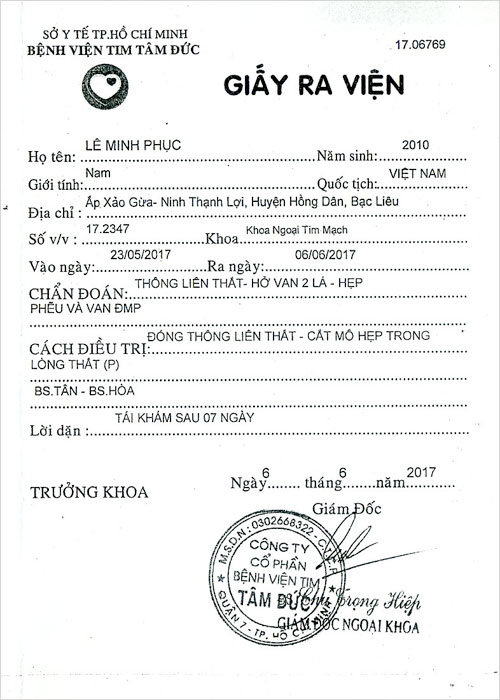 SỞ Y TẾ TP.HỒ CHÍ MINH
BỆNH VIỆN TIM TÂM ĐỨC
17.06769
GIẤY RA VIỆN
Họ tên: LÊ MINH PHỤC Năm sinh: 2010
Giới tính: Nam Quốc tịch: VIỆT NAM
Địa chỉ : Ấp Xảo Gừa- Ninh Thạnh Lợi, Huyện Hồng Dân, Bạc Liêu
Số v/v : 17.2347 Khoa Khoa Ngoại Tim Mạch
Vào ngày: 23/05/2017 Ra ngày: 06/06/2017
CHẨN ĐOÁN: THÔNG LIÊN THẤT- HỞ VAN 2 LÁ - HẸP
PHỄU VÀ VAN ĐMP
CÁCH ĐIỀU TRỊ: ĐÓNG THÔNG LIÊN THẤT - CẮT MÔ HẸP TRONG
LÒNG THẤT (P)
BS.TÂN - BS.HÒA
Lời dặn : TÁI KHÁM SAU 07 NGÀY
Ngày 6 tháng 6 năm 2017
TRƯỞNG KHOA
Giám Đốc
M.S.D.N: 0302668322 - C.T.C.P
CÔNG TY
CỔ PHẦN
BỆNH VIỆN TIM
TÂM ĐỨC
QUẬN 7 - TP. HỒ CHÍ MINH
Trọng Hiệp
GIÁM ĐỐC NGOẠI KHOA